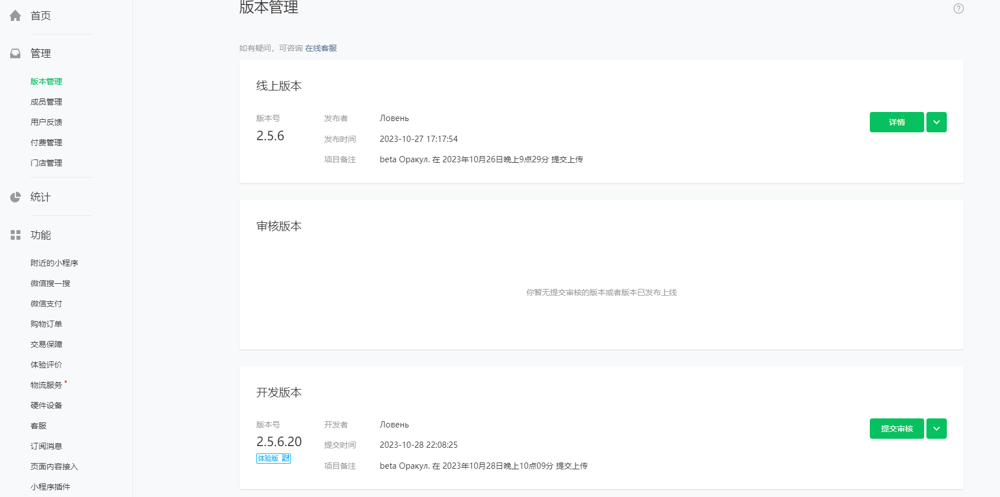 首页
管理
版本管理
成员管理
用户反馈
付费管理
门店管理
统计
功能
附近的小程序
微信搜一搜
微信支付
购物订单
交易保障
体验评价
物流服务
硬件设备
客服
订阅消息
页面内容接入
小程序插件
版本管理
?
如有疑问，可咨询 在线客服
线上版本
版本号
2.5.6
发布者 Ловень
发布时间 2023-10-27 17:17:54
项目备注 beta Оракул. 在 2023年10月26日晚上9点29分 提交上传
详情
审核版本
你暂无提交审核的版本或者版本已发布上线
开发版本
版本号
2.5.6.20
体验版
开发者 Ловень
提交时间 2023-10-28 22:08:25
项目备注 beta Оракул. 在 2023年10月28日晚上10点09分 提交上传
提交审核